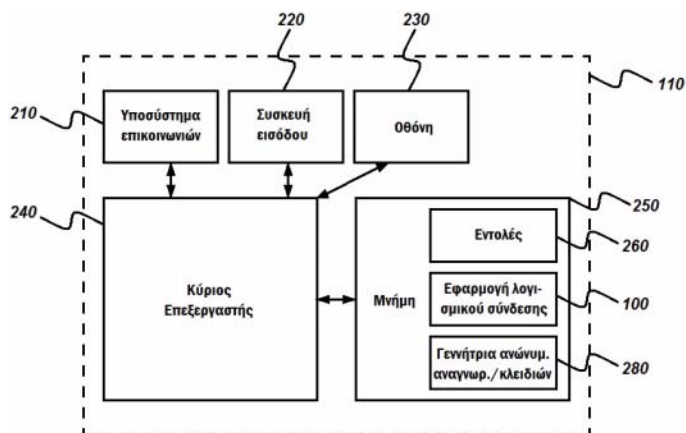 220
230
110
210
Υποσύστημα
επικοινωνιών
Συσκευή
εισόδου
Οθόνη
240
250
Κύριος
Επεξεργαστής
Μνήμη
Εντολές
260
Εφαρμογή λογι-
σμικού σύνδεσης
100
Γεννήτρια ανώνυμ.
αναγνωρ./κλειδιών
280